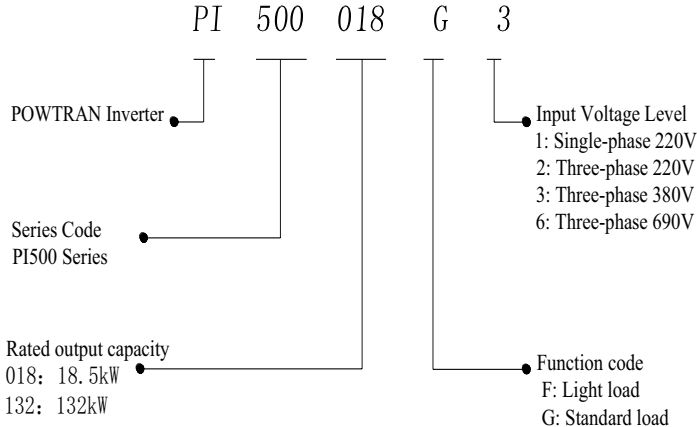 PI 500 018 G 3
POWTRAN Inverter
Input Voltage Level
1: Single-phase 220V
2: Three-phase 220V
3: Three-phase 380V
6: Three-phase 690V
Series Code
PI500 Series
Rated output capacity
018: 18.5kW
132: 132kW
Function code
F: Light load
G: Standard load